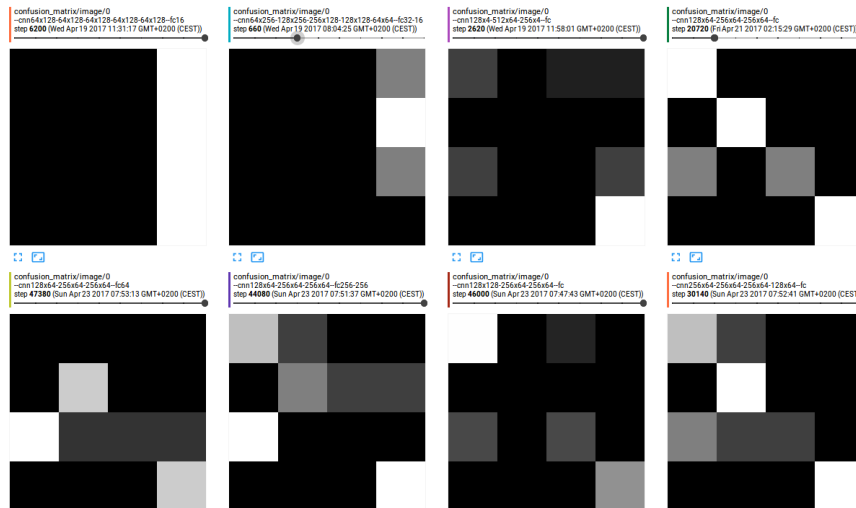 confusion_matrix/image/0
--cnn64x128-64x128-64x128-64x128-64x128--fc16
step 6200 (Wed Apr 19 2017 11:31:17 GMT+0200 (CEST))
confusion_matrix/image/0
--cnn64x256-128x256-256x128-128x128-64x64--fc32-16
step 660 (Wed Apr 19 2017 08:04:25 GMT+0200 (CEST))
confusion_matrix/image/0
--cnn128x4-512x64-256x4--fc
step 2620 (Wed Apr 19 2017 11:58:01 GMT+0200 (CEST))
confusion_matrix/image/0
--cnn128x64-256x64-256x64--fc
step 20720 (Fri Apr 21 2017 02:15:29 GMT+0200 (CEST))
confusion_matrix/image/0
--cnn128x64-256x64-256x64--fc64
step 47380 (Sun Apr 23 2017 07:53:13 GMT+0200 (CEST))
confusion_matrix/image/0
--cnn128x64-256x64-256x64--fc256-256
step 44080 (Sun Apr 23 2017 07:51:37 GMT+0200 (CEST))
confusion_matrix/image/0
--cnn128x128-256x64-256x64--fc
step 46000 (Sun Apr 23 2017 07:47:43 GMT+0200 (CEST))
confusion_matrix/image/0
--cnn256x64-256x64-256x64-128x64--fc
step 30140 (Sun Apr 23 2017 07:52:41 GMT+0200 (CEST))